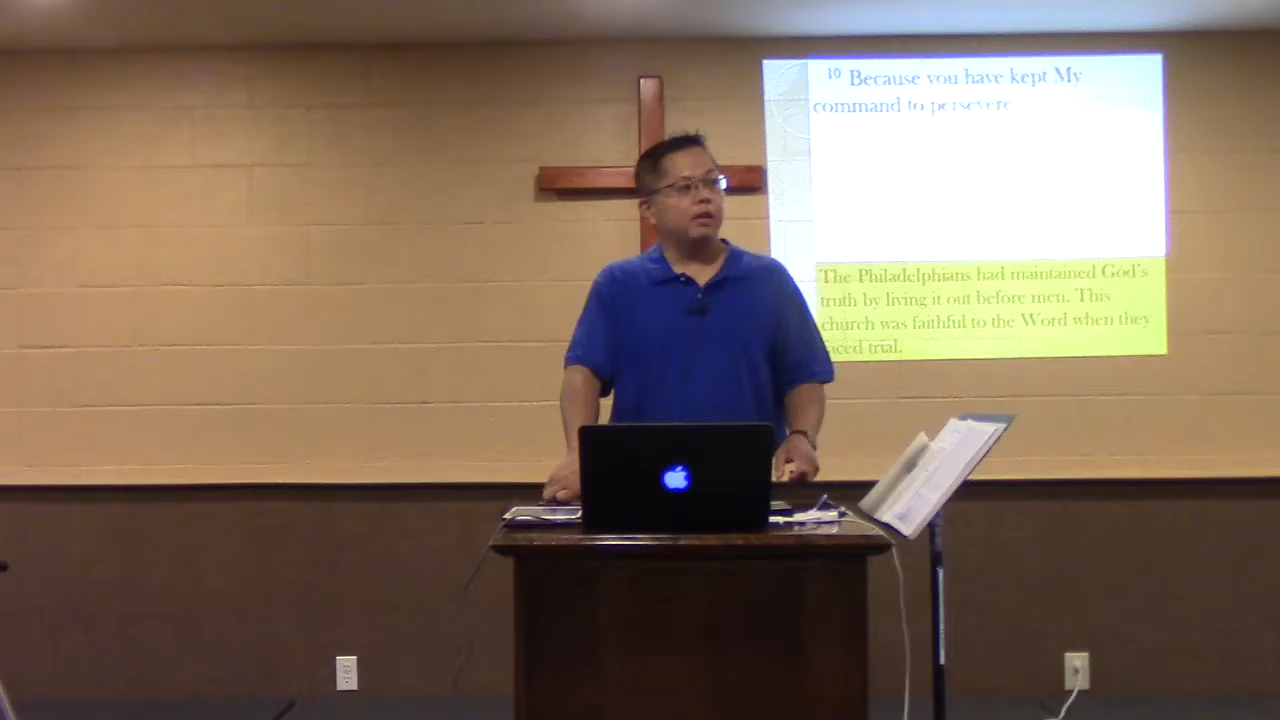 10 Because you have kept My
command to persevere
The Philadelphians had maintained God's
truth by living it out before men. This
church was faithful to the Word when they
faced trial.